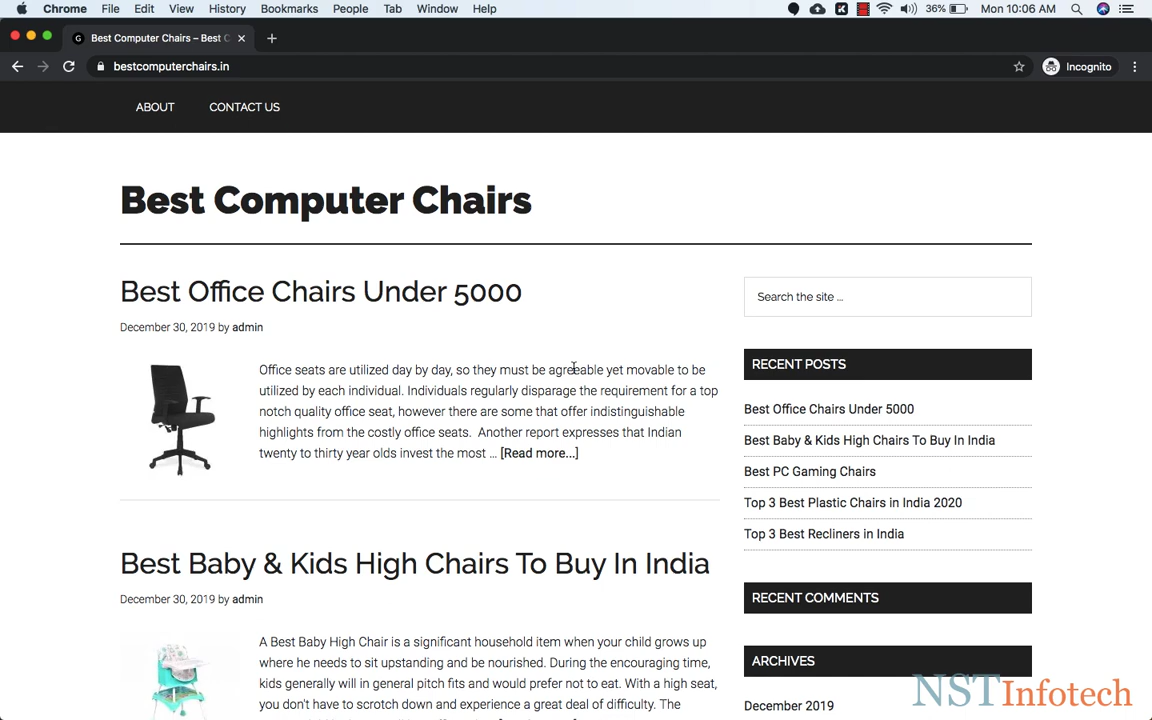 Chrome File Edit View History Bookmarks People Tab Window Help 36% Mon 10:06 AM
Best Computer Chairs – Best C
bestcomputerchairs.in Incognito
ABOUT CONTACT US
Best Computer Chairs
Best Office Chairs Under 5000
December 30, 2019 by admin
Office seats are utilized day by day, so they must be agreeable yet movable to be
utilized by each individual. Individuals regularly disparage the requirement for a top
notch quality office seat, however there are some that offer indistinguishable
highlights from the costly office seats. Another report expresses that Indian
twenty to thirty year olds invest the most ... [Read more...]
Best Baby & Kids High Chairs To Buy In India
December 30, 2019 by admin
A Best Baby High Chair is a significant household item when your child grows up
where he needs to sit upstanding and be nourished. During the encouraging time,
kids generally will in general pitch fits and would prefer not to eat. With a high seat,
you don't have to scroll down and experience a great deal of difficulty. The
Search the site ...
RECENT POSTS
Best Office Chairs Under 5000
Best Baby & Kids High Chairs To Buy In India
Best PC Gaming Chairs
Top 3 Best Plastic Chairs in India 2020
Top 3 Best Recliners in India
RECENT COMMENTS
ARCHIVES
December 2019
NSTInfotech